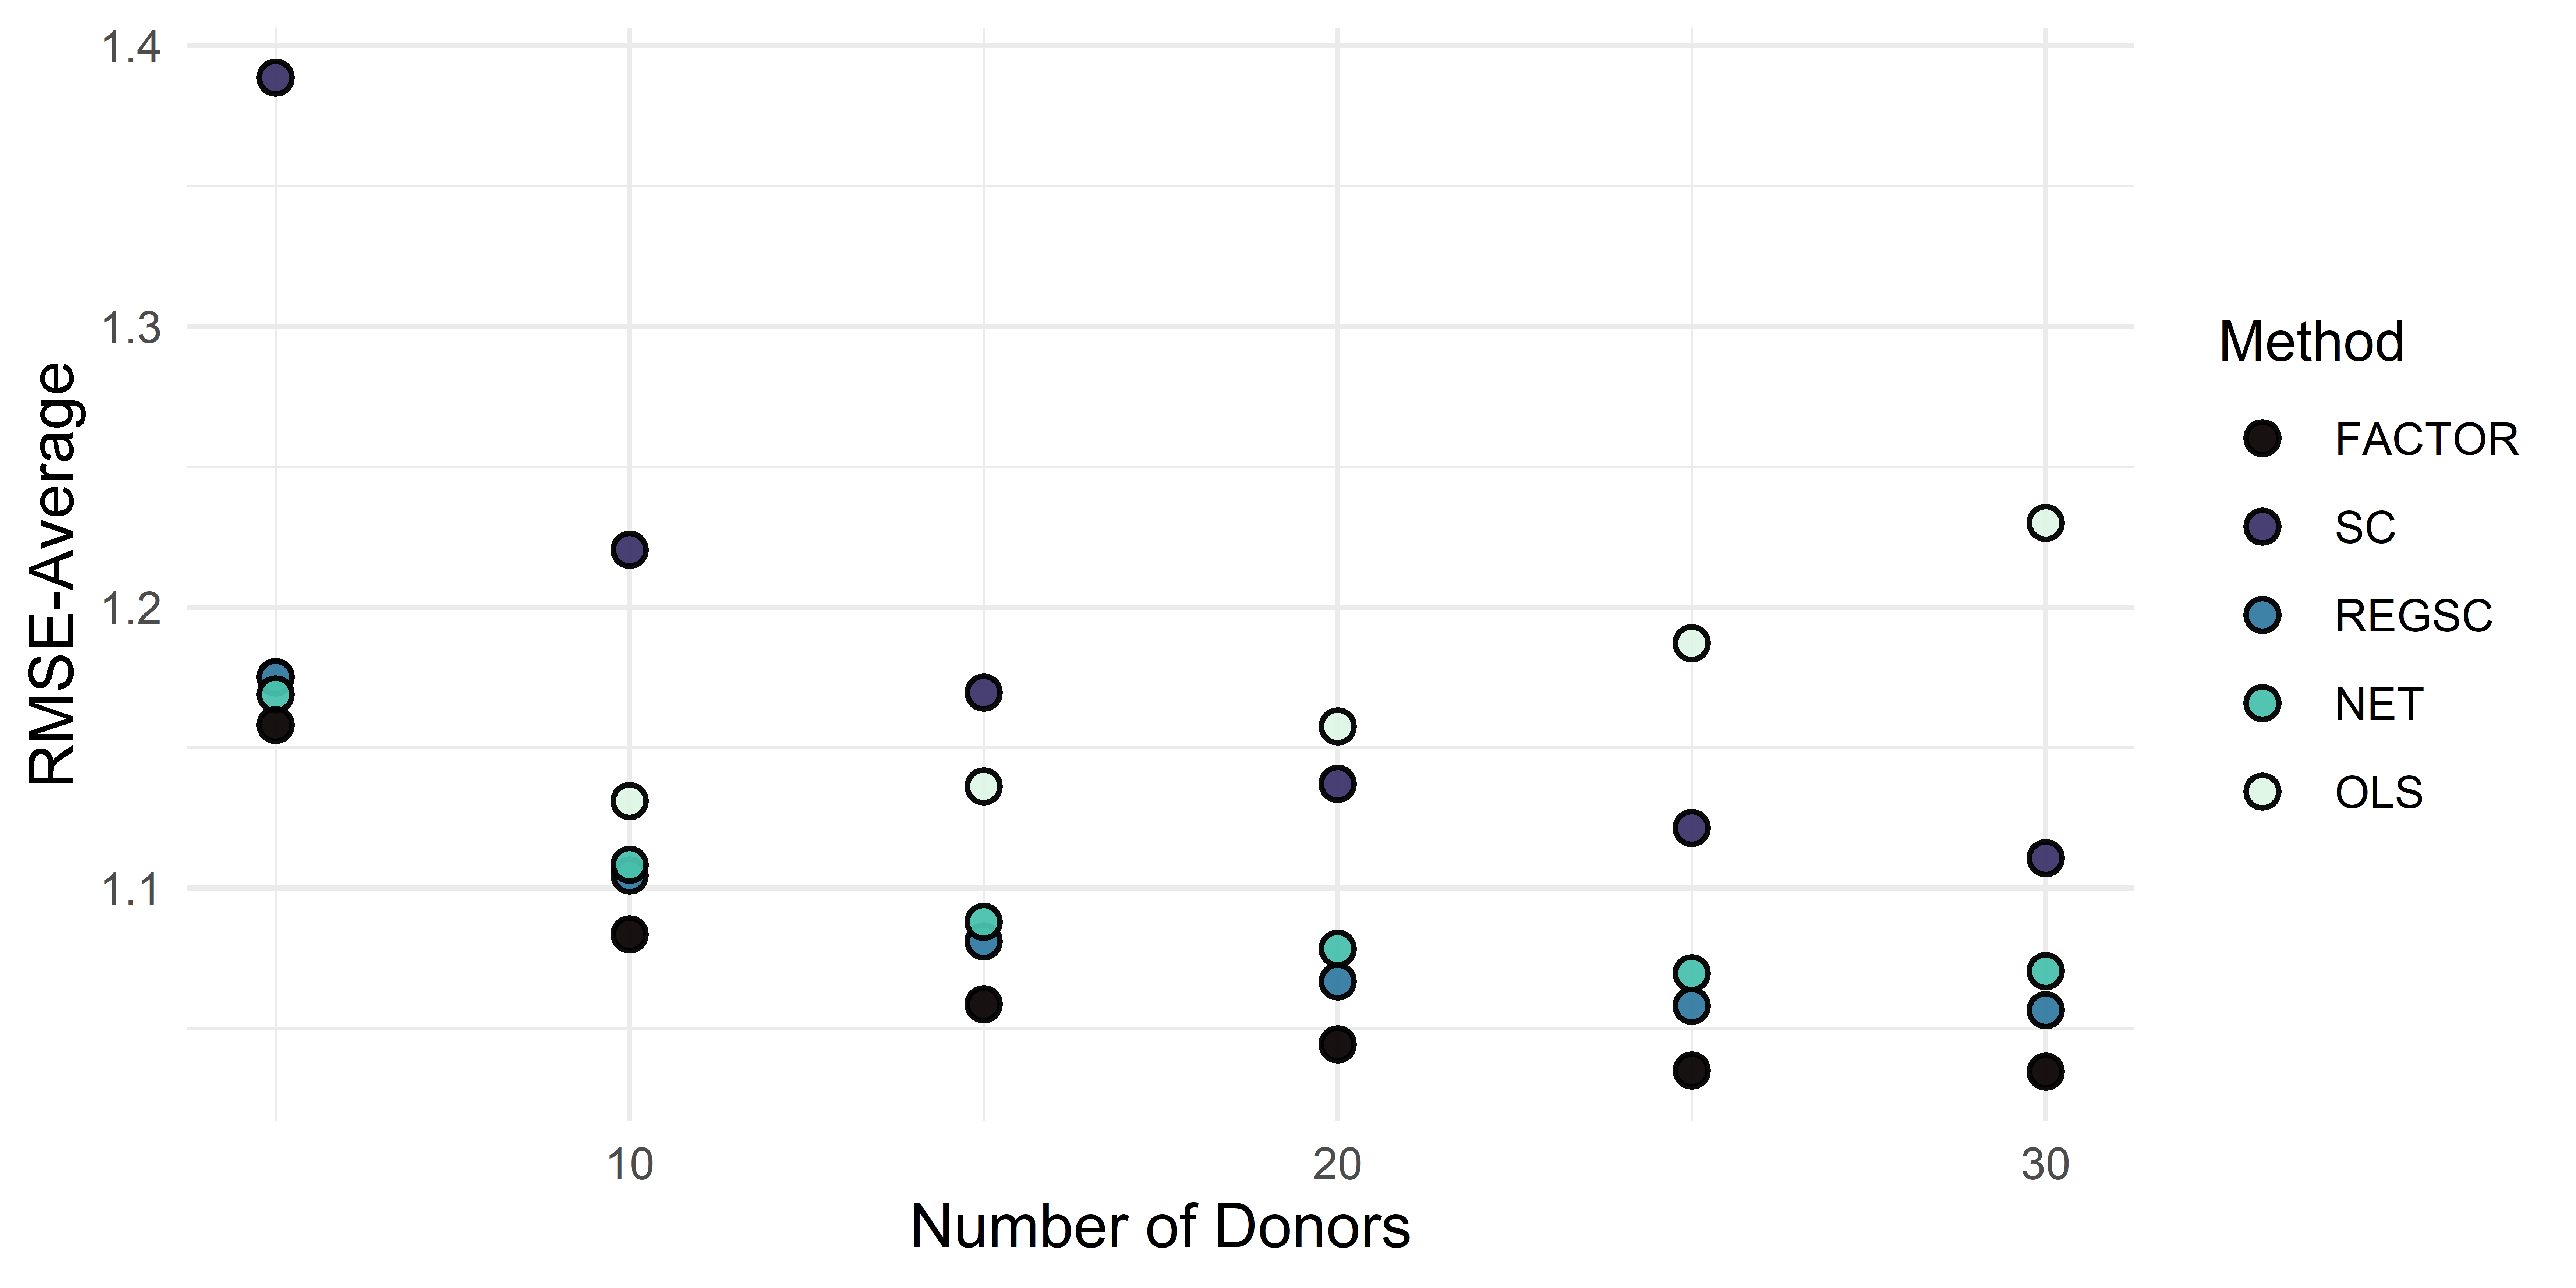 1.4
1.3
1.2
1.1
RMSE-Average
10
20
30
Number of Donors
Method
FACTOR
SC
REGSC
NET
OLS